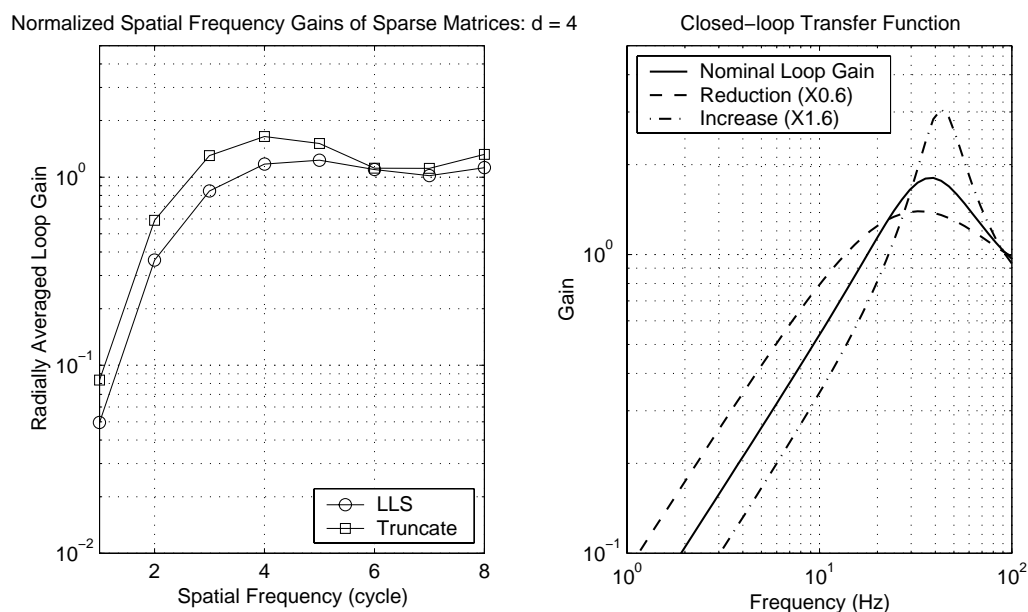 Normalized Spatial Frequency Gains of Sparse Matrices: d = 4
Radially Averaged Loop Gain
10^0
10^-1
10^-2
2
4
6
8
Spatial Frequency (cycle)
LLS
Truncate
Closed-loop Transfer Function
Nominal Loop Gain
Reduction (X0.6)
Increase (X1.6)
Gain
10^0
10^-1
10^0
10^1
10^2
Frequency (Hz)